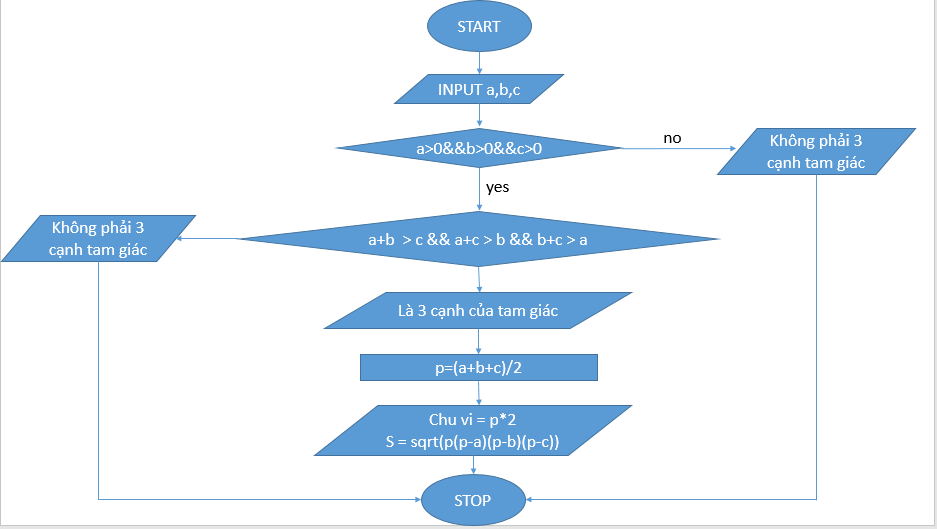 START
INPUT a,b,c
a>0&&b>0&&c>0
no
Không phải 3
cạnh tam giác
yes
a+b > c && a+c > b && b+c > a
Không phải 3
cạnh tam giác
Là 3 cạnh của tam giác
p=(a+b+c)/2
Chu vi = p*2
S = sqrt(p(p-a)(p-b)(p-c))
STOP